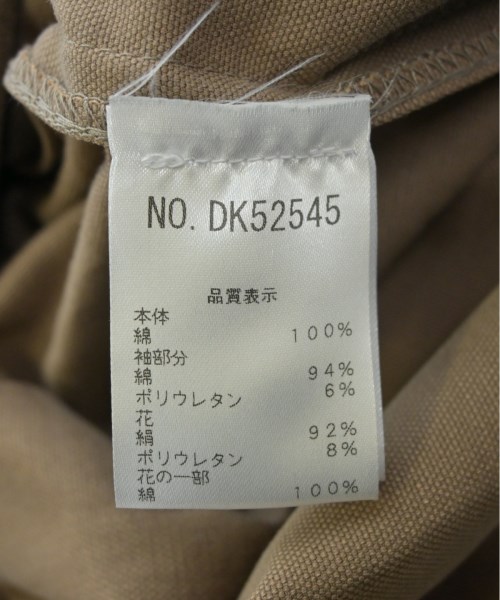 NO. DK52545
品質表示
本体
綿 100%
袖部分
綿 94%
ポリウレタン 6%
花
絹 92%
ポリウレタン 8%
花の一部
綿 100%